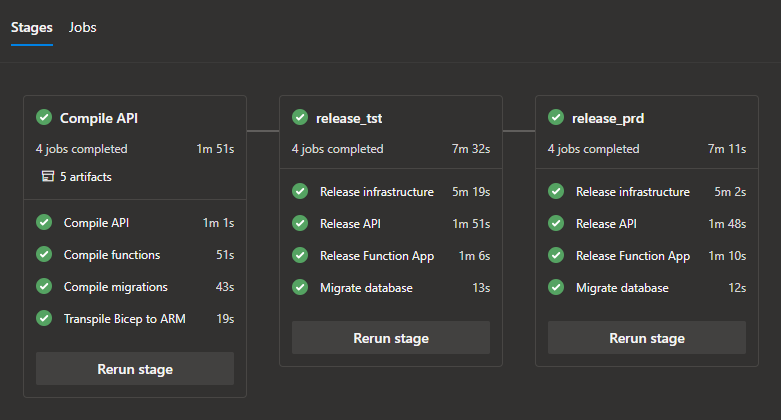 Stages Jobs
Compile API
4 jobs completed 1m 51s
5 artifacts
Compile API 1m 1s
Compile functions 51s
Compile migrations 43s
Transpile Bicep to ARM 19s
Rerun stage
release_tst
4 jobs completed 7m 32s
Release infrastructure 5m 19s
Release API 1m 51s
Release Function App 1m 6s
Migrate database 13s
Rerun stage
release_prd
4 jobs completed 7m 11s
Release infrastructure 5m 2s
Release API 1m 48s
Release Function App 1m 10s
Migrate database 12s
Rerun stage